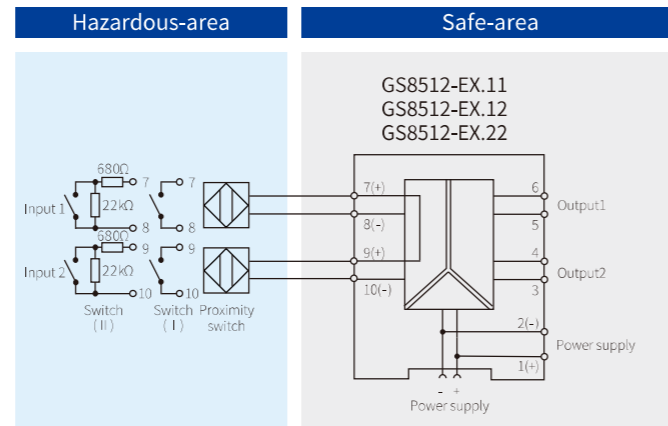 Hazardous-area
Safe-area
GS8512-EX.11
GS8512-EX.12
GS8512-EX.22
680Ω
7
7
7(+)
6
Input 1
22kΩ
Output1
8
8
8(-)
5
680Ω
9
9
9(+)
4
Input 2
22kΩ
Output2
10
10
10(-)
3
Switch
(II)
Switch
(I)
Proximity
switch
2(-)
Power supply
1(+)
- +
Power supply